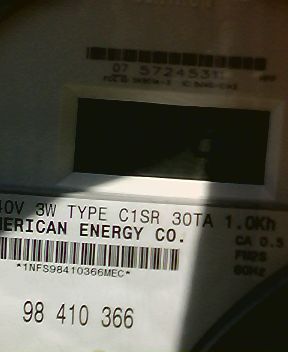 07 5724531
40V 3W TYPE C1SR 30TA 1.0Kh
MERICAN ENERGY CO.
CA 0.5
FM2S
60Hz
*1NFS98410366MEC*
98 410 366